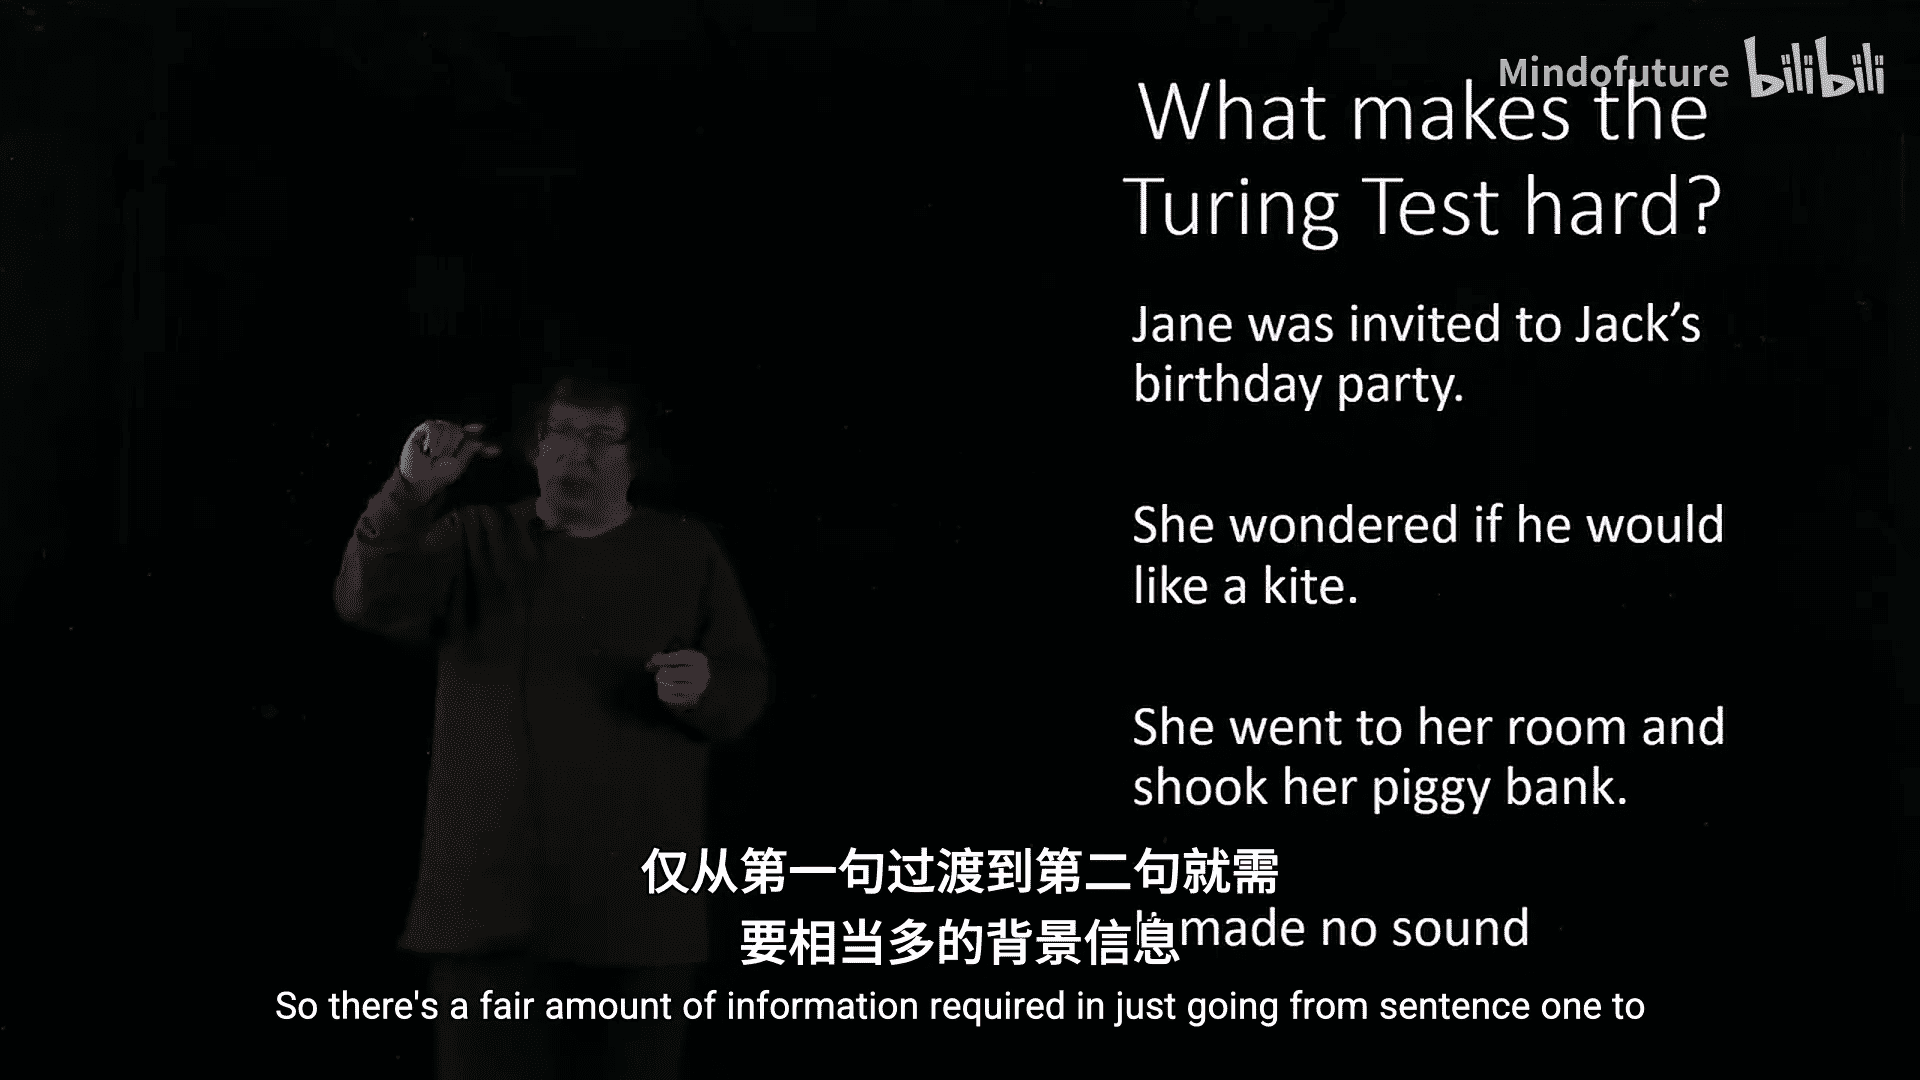 Mindofuture bilibili
What makes the
Turing Test hard?
Jane was invited to Jack’s
birthday party.
She wondered if he would
like a kite.
She went to her room and
shook her piggy bank.
made no sound
仅从第一句过渡到第二句就需
要相当多的背景信息
So there's a fair amount of information required in just going from sentence one to